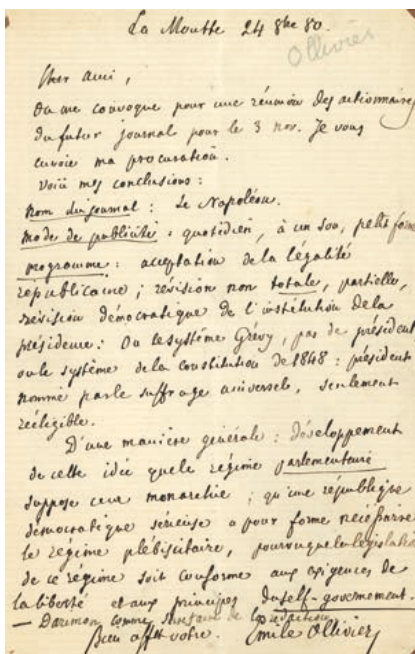 La Moutte 24 8bre 80.
Ollivier
Cher ami,
On me convoque pour une réunion des actionnaires
du futur journal pour le 3 nov. Je vous
envoie ma procuration.
Voici mes conclusions :
Nom du journal : Le Napoléon.
Mode de publicité : quotidien, à un sou, petit format
programme : acceptation de la légalité
républicaine ; révision non totale, partielle,
révision démocratique de l'institution de la
présidence : Ou le système Grévy, pas de président
ou le système de la constitution de 1848 : président
nommé par le suffrage universel, seulement
rééligible.
D'une manière générale : développement
de cette idée que le régime parlementaire
suppose une monarchie ; qu'une république
démocratique sérieuse a pour forme nécessaire
le régime plébiscitaire, pourvu que la législation
de ce régime soit conforme aux exigences de
la liberté et aux principes du self-government.
— Darimon comme secrétaire de la rédaction
Bien aff. votre. Emile Ollivier